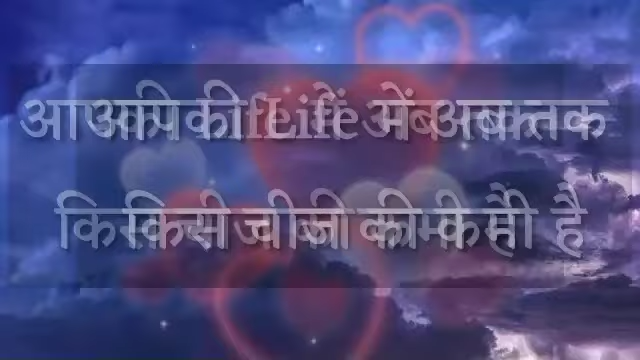 आपकी Life में अब तक
किस चीज की कमी है